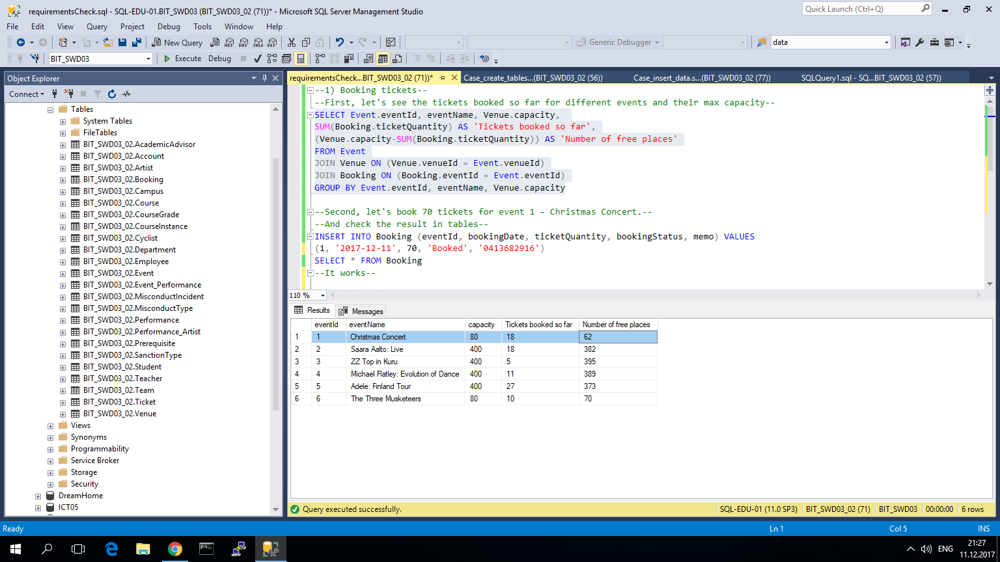 requirementsCheck.sql - SQL-EDU-01.BIT_SWD03 (BIT_SWD03_02 (71))* - Microsoft SQL Server Management Studio
Quick Launch (Ctrl+Q)
File Edit View Query Project Debug Tools Window Help
New Query
MDX DMX XMLA DAX
Generic Debugger
data
BIT_SWD03
Execute Debug
Object Explorer
Connect
Tables
System Tables
FileTables
BIT_SWD03_02.AcademicAdvisor
BIT_SWD03_02.Account
BIT_SWD03_02.Artist
BIT_SWD03_02.Booking
BIT_SWD03_02.Campus
BIT_SWD03_02.Course
BIT_SWD03_02.CourseGrade
BIT_SWD03_02.CourseInstance
BIT_SWD03_02.Cyclist
BIT_SWD03_02.Department
BIT_SWD03_02.Employee
BIT_SWD03_02.Event
BIT_SWD03_02.Event_Performance
BIT_SWD03_02.MisconductIncident
BIT_SWD03_02.MisconductType
BIT_SWD03_02.Performance
BIT_SWD03_02.Performance_Artist
BIT_SWD03_02.Prerequisite
BIT_SWD03_02.SanctionType
BIT_SWD03_02.Student
BIT_SWD03_02.Teacher
BIT_SWD03_02.Team
BIT_SWD03_02.Ticket
BIT_SWD03_02.Venue
Views
Synonyms
Programmability
Service Broker
Storage
Security
DreamHome
ICT05
requirementsCheck...BIT_SWD03_02 (71))* Case_create_tables...(BIT_SWD03_02 (56)) Case_insert_data.s...(BIT_SWD03_02 (77)) SQLQuery1.sql - SQ...BIT_SWD03_02 (57))
--1) Booking tickets--
--First, let's see the tickets booked so far for different events and their max capacity--
SELECT Event.eventId, eventName, Venue.capacity,
SUM(Booking.ticketQuantity) AS 'Tickets booked so far',
(Venue.capacity-SUM(Booking.ticketQuantity)) AS 'Number of free places'
FROM Event
JOIN Venue ON (Venue.venueId = Event.venueId)
JOIN Booking ON (Booking.eventId = Event.eventId)
GROUP BY Event.eventId, eventName, Venue.capacity
--Second, let's book 70 tickets for event 1 – Christmas Concert.--
--And check the result in tables--
INSERT INTO Booking (eventId, bookingDate, ticketQuantity, bookingStatus, memo) VALUES
(1, '2017-12-11', 70, 'Booked', '0413682916')
SELECT * FROM Booking
--It works--
110 %
Results Messages
eventId eventName capacity Tickets booked so far Number of free places
1 1 Christmas Concert 80 18 62
2 2 Saara Aalto: Live 400 18 382
3 3 ZZ Top in Kuru 400 5 395
4 4 Michael Flatley: Evolution of Dance 400 11 389
5 5 Adele: Finland Tour 400 27 373
6 6 The Three Musketeers 80 10 70
Query executed successfully.
SQL-EDU-01 (11.0 SP3) BIT_SWD03_02 (71) BIT_SWD03 00:00:00 6 rows
Ready Ln 1 Col 5 INS
ENG
21:27
11.12.2017